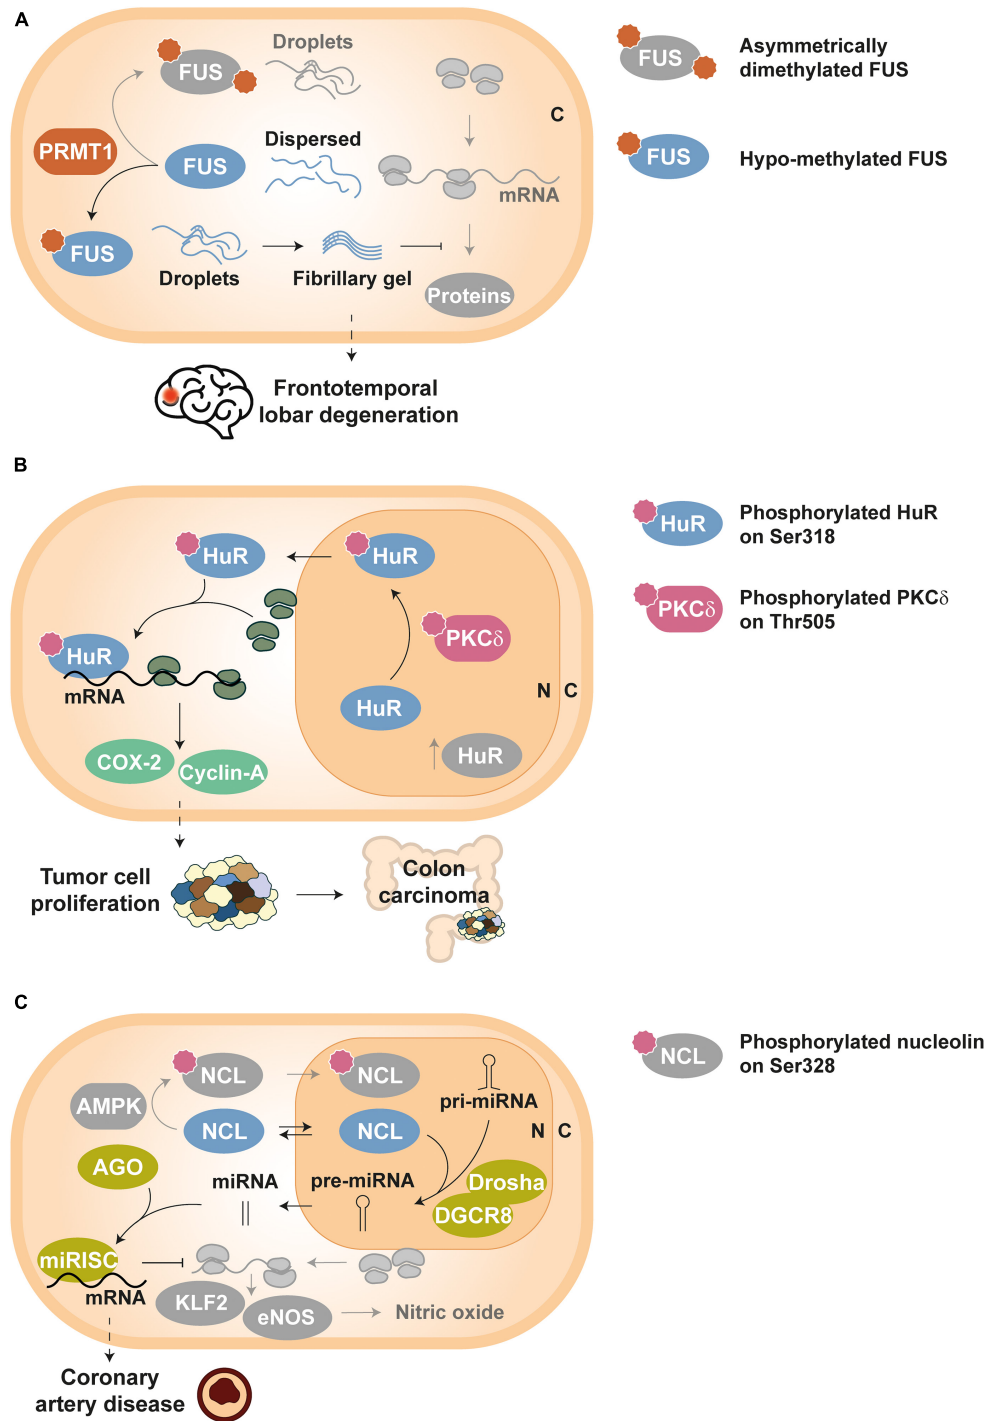 A
FUS
Droplets
C
PRMT1
FUS
Dispersed
mRNA
FUS
Droplets
Fibrillary gel
Proteins
Frontotemporal
lobar degeneration
FUS
Asymmetrically
dimethylated FUS
FUS
Hypo-methylated FUS
B
HuR
HuR
HuR
mRNA
PKCδ
HuR
N C
HuR
COX-2
Cyclin-A
Tumor cell
proliferation
Colon
carcinoma
HuR
Phosphorylated HuR
on Ser318
PKCδ
Phosphorylated PKCδ
on Thr505
C
NCL
NCL
AMPK
NCL
NCL
pri-miRNA
N C
AGO
miRNA
pre-miRNA
Drosha
DGCR8
miRISC
mRNA
KLF2
eNOS
Nitric oxide
Coronary
artery disease
NCL
Phosphorylated nucleolin
on Ser328